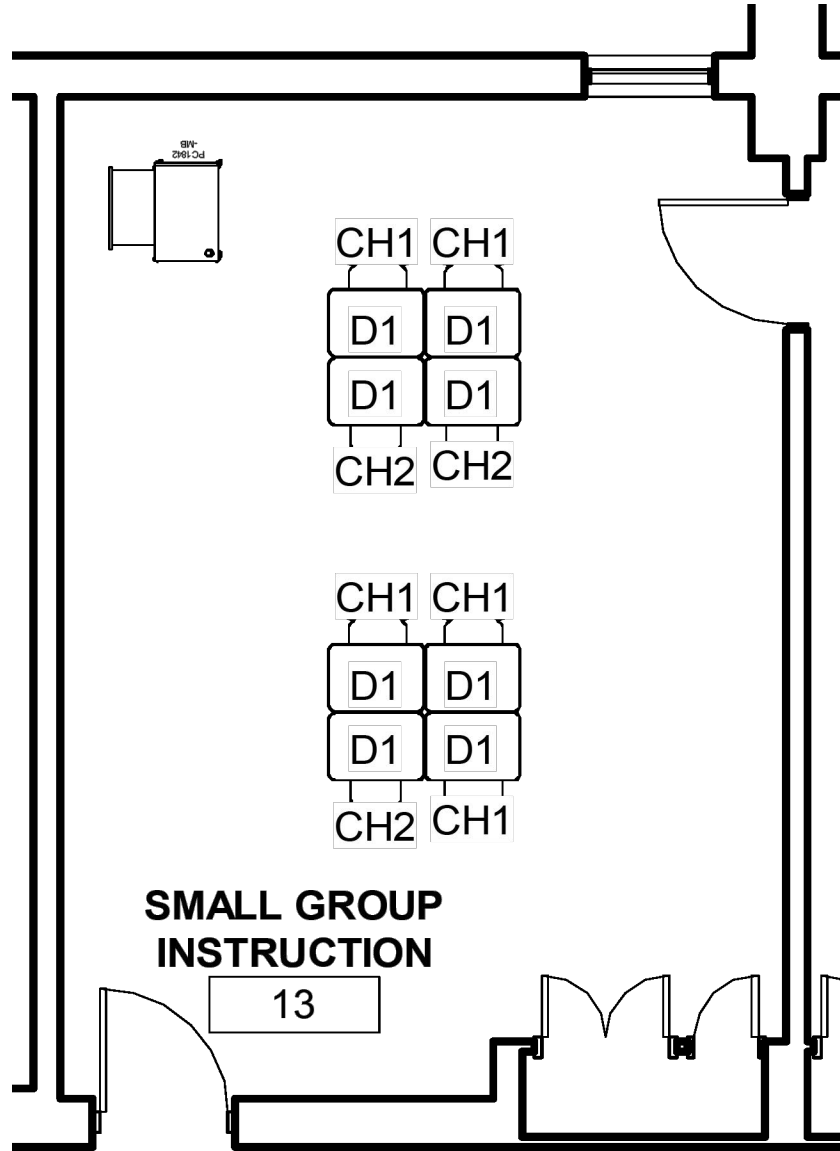 PC1842
-MB
CH1 CH1
D1 D1
D1 D1
CH2 CH2
CH1 CH1
D1 D1
D1 D1
CH2 CH1
SMALL GROUP
INSTRUCTION
13